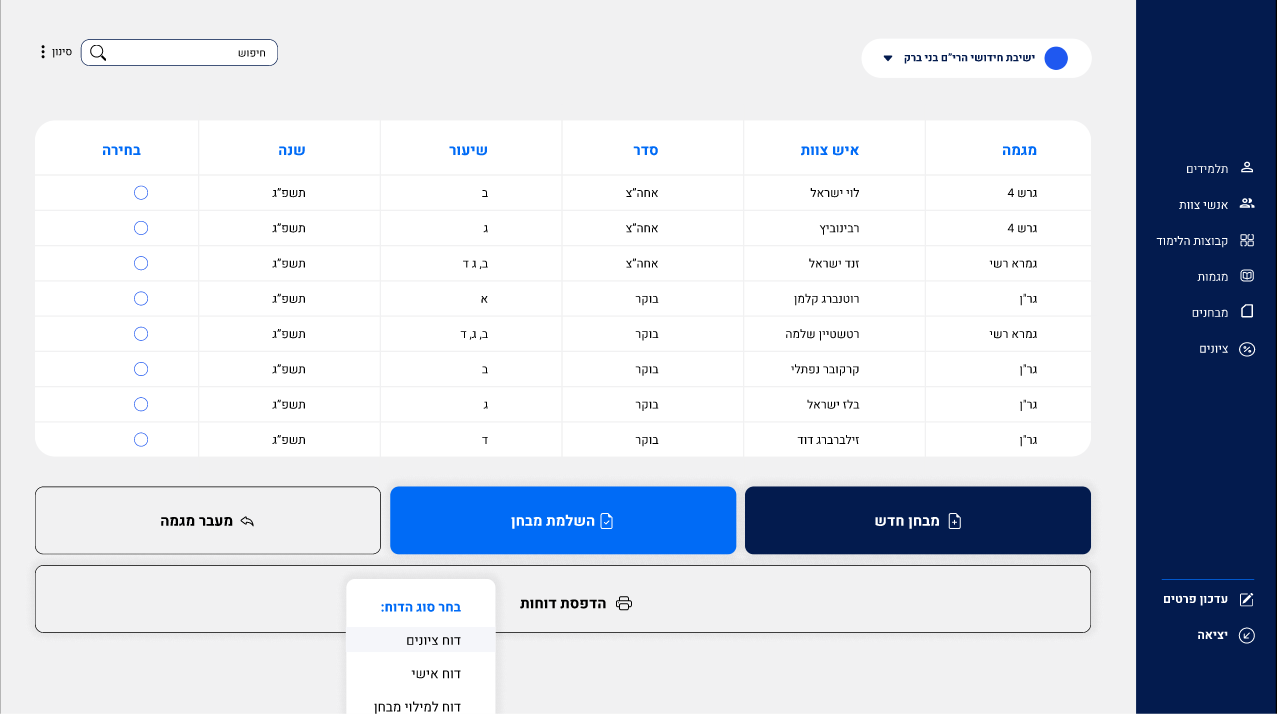 ישיבת חידושי הרי"ם בני ברק
חיפוש
סינון
מגמה איש צוות סדר שיעור שנה בחירה
גרש 4 לוי ישראל אחה"צ ב תשפ"ג
גרש 4 רבינוביץ אחה"צ ג תשפ"ג
גמרא רשי זנד ישראל אחה"צ ב, ג ד תשפ"ג
גר"ן רוטנברג קלמן בוקר א תשפ"ג
גמרא רשי רטשטיין שלמה בוקר ב, ג, ד תשפ"ג
גר"ן קרקובר נפתלי בוקר ב תשפ"ג
גר"ן בלז ישראל בוקר ג תשפ"ג
גר"ן זילברברג דוד בוקר ד תשפ"ג
מבחן חדש
השלמת מבחן
מעבר מגמה
הדפסת דוחות
בחר סוג הדוח:
דוח ציונים
דוח אישי
דוח למילוי מבחן
תלמידים
אנשי צוות
קבוצות הלימוד
מגמות
מבחנים
ציונים
עדכון פרטים
יציאה